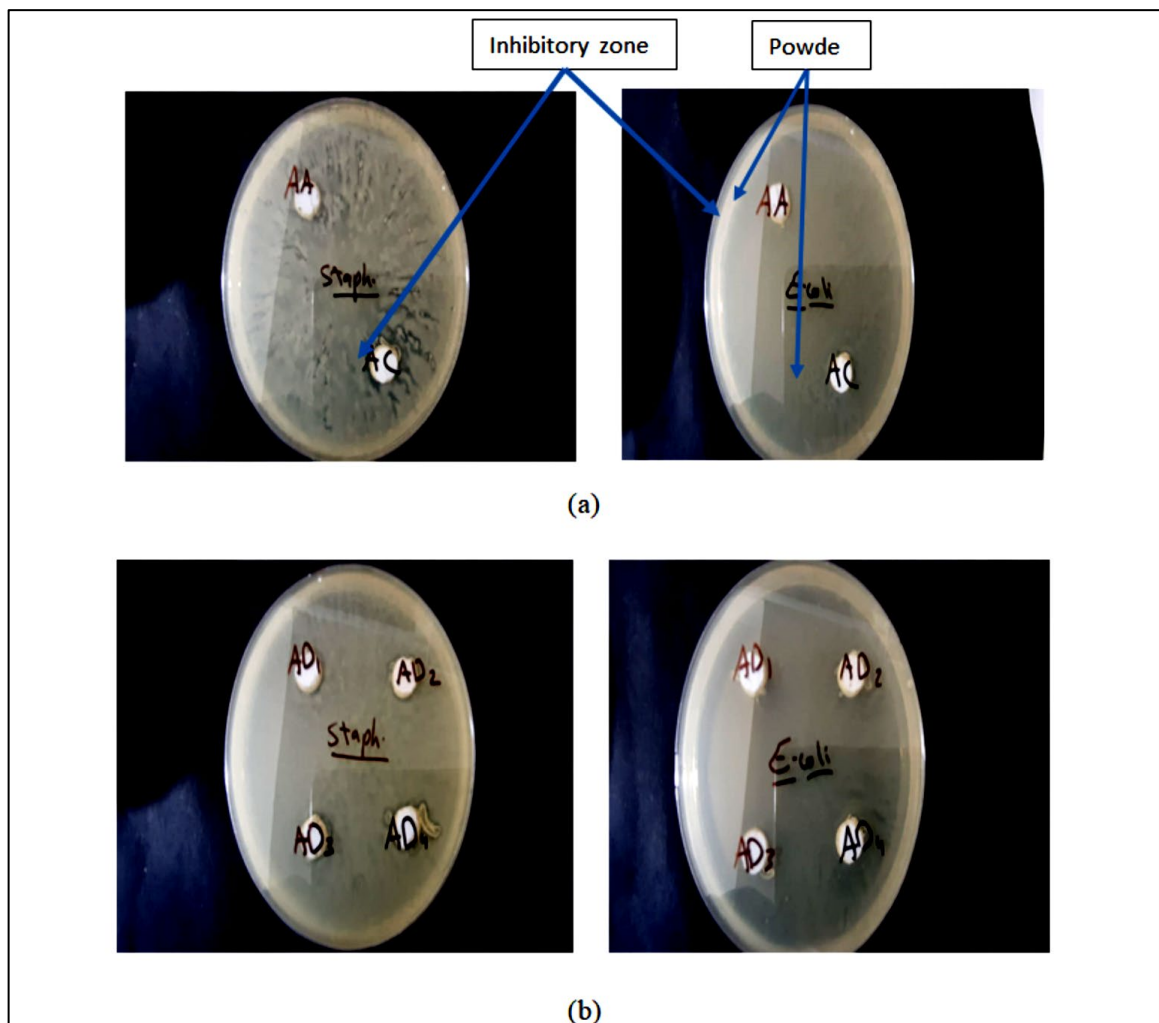 Inhibitory zone
Powde
AA
Staph.
AC
AA
E.coli
AC
(a)
AD1
AD2
Staph.
AD3
AD4
AD1
AD2
E.coli
AD3
AD4
(b)